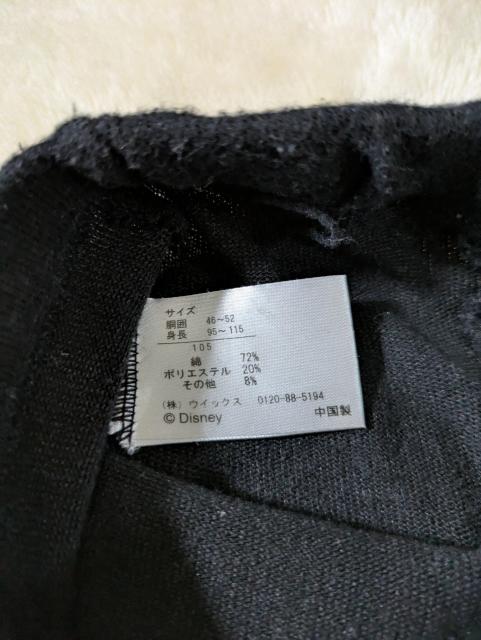 サイズ
胴囲 46～52
身長 95～115
105
綿 72%
ポリエステル 20%
その他 8%
(株) ウイックス 0120-88-5194
© Disney 中国製